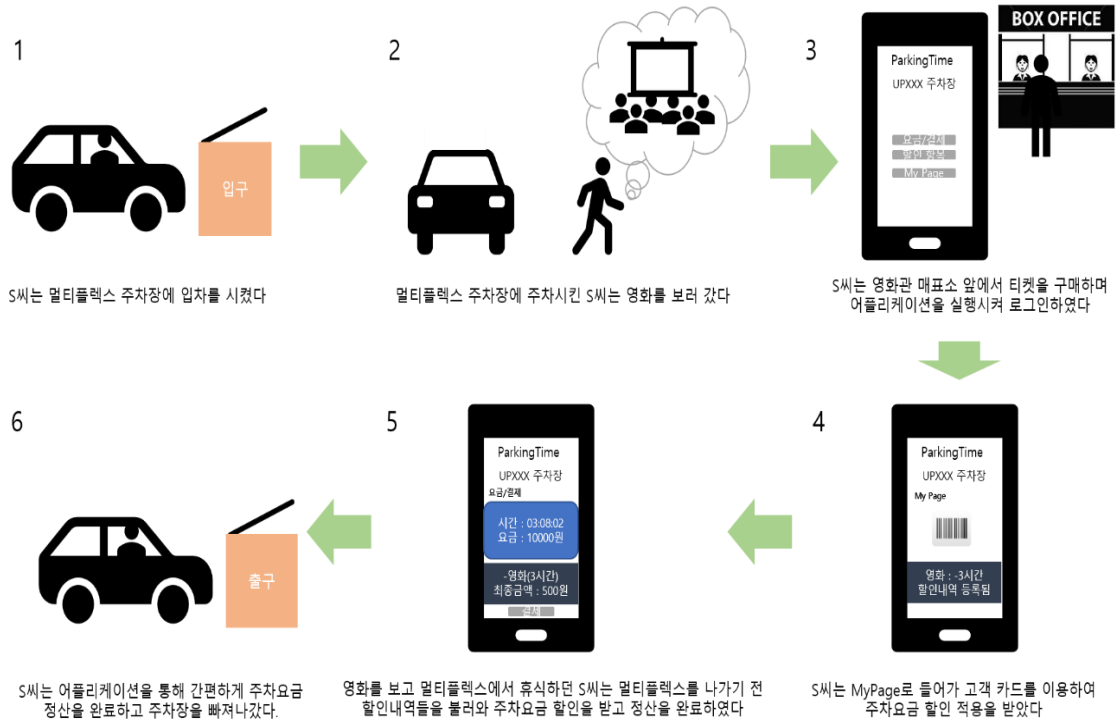 1
입구
S씨는 멀티플렉스 주차장에 입차를 시켰다
2
멀티플렉스 주차장에 주차시킨 S씨는 영화를 보러 갔다
3
BOX OFFICE
ParkingTime
UPXXX 주차장
요금/결제
할인 항목
My Page
S씨는 영화관 매표소 앞에서 티켓을 구매하며
어플리케이션을 실행시켜 로그인하였다
4
ParkingTime
UPXXX 주차장
My Page
영화 : -3시간
할인내역 등록됨
S씨는 MyPage로 들어가 고객 카드를 이용하여
주차요금 할인 적용을 받았다
5
ParkingTime
UPXXX 주차장
요금/결제
시간 : 03:08:02
요금 : 10000원
-영화(3시간)
최종금액 : 500원
결제
영화를 보고 멀티플렉스에서 휴식하던 S씨는 멀티플렉스를 나가기 전
할인내역들을 불러와 주차요금 할인을 받고 정산을 완료하였다
6
출구
S씨는 어플리케이션을 통해 간편하게 주차요금
정산을 완료하고 주차장을 빠져나갔다.